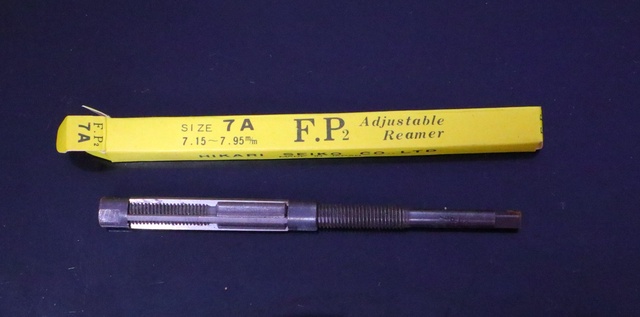 F.P2
7A
SIZE 7A
7.15~7.95m/m
F.P2
Adjustable
Reamer
HIKARI SEIKO CO. LTD